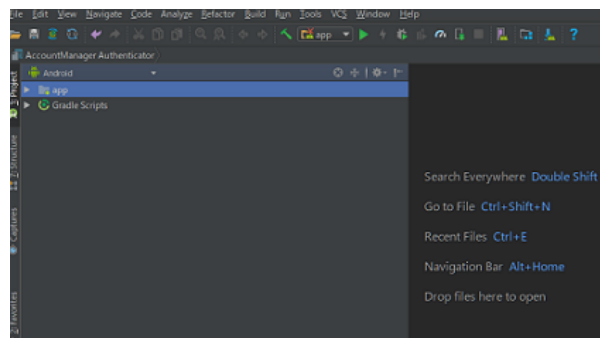 ile Edit View Navigate Code Analyze Refactor Build Run Tools VCS Window Help
app
AccountManager Authenticator
Android
app
Gradle Scripts
1: Project
7: Structure
Captures
2: Favorites
Search Everywhere Double Shift
Go to File Ctrl+Shift+N
Recent Files Ctrl+E
Navigation Bar Alt+Home
Drop files here to open